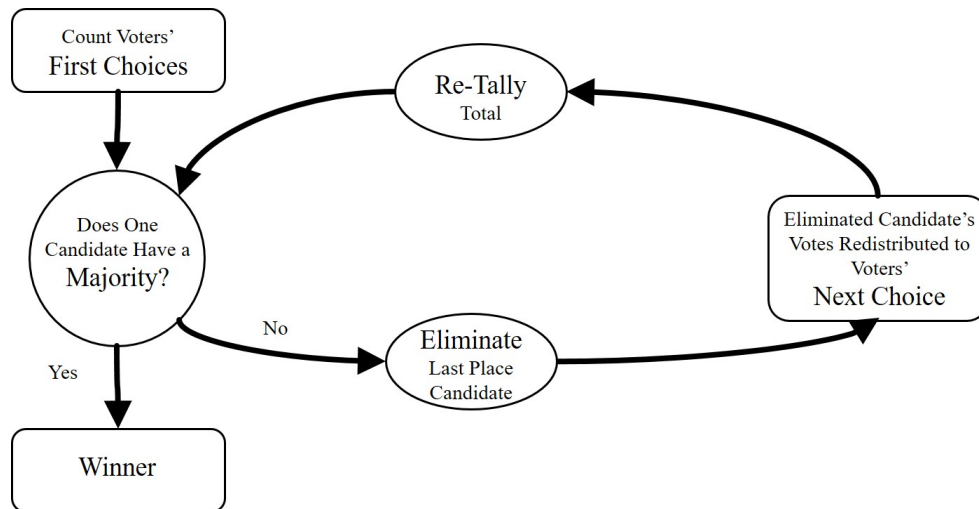 Count Voters'
First Choices
Re-Tally
Total
Does One
Candidate Have a
Majority?
Eliminated Candidate's
Votes Redistributed to
Voters'
Next Choice
No
Eliminate
Last Place
Candidate
Yes
Winner